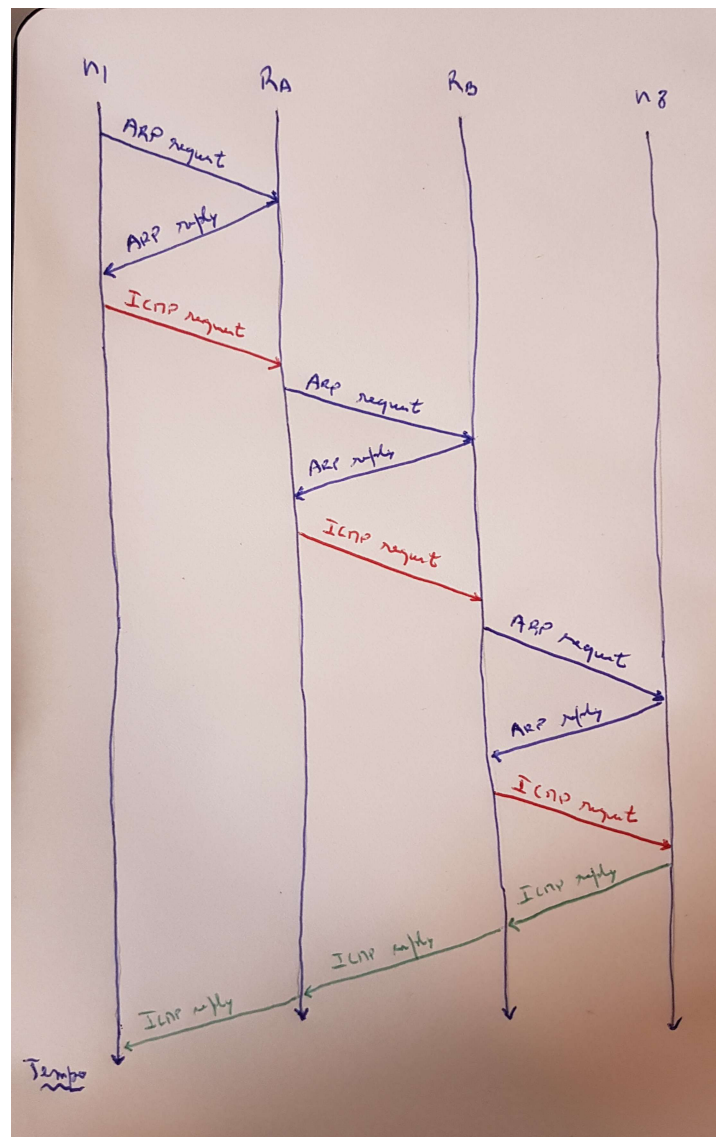 n1 RA RB n8
ARP request
ARP reply
ICMP request
ARP request
ARP reply
ICMP request
ARP request
ARP reply
ICMP request
ICMP reply
ICMP reply
ICMP reply
Tempo